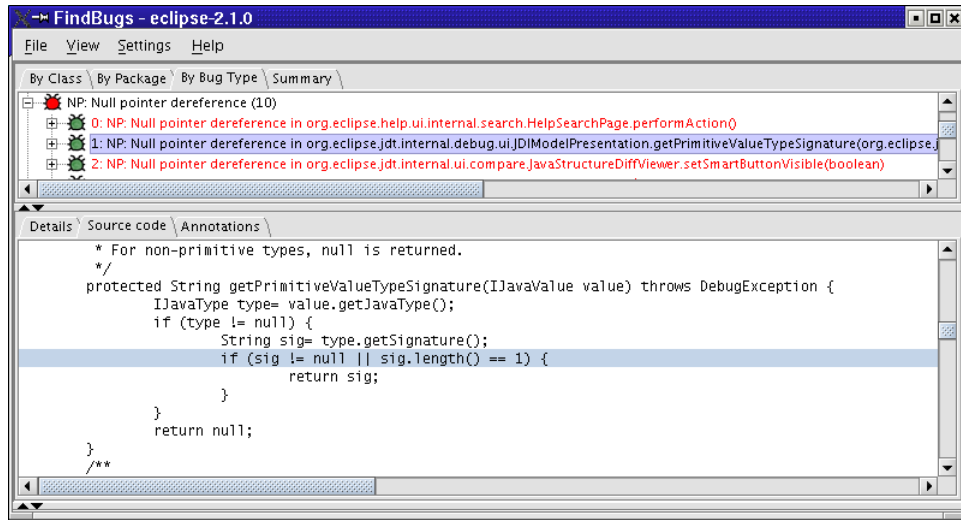 FindBugs - eclipse-2.1.0
File View Settings Help
By Class By Package By Bug Type Summary
NP: Null pointer dereference (10)
0: NP: Null pointer dereference in org.eclipse.help.ui.internal.search.HelpSearchPage.performAction()
1: NP: Null pointer dereference in org.eclipse.jdt.internal.debug.ui.JDIModelPresentation.getPrimitiveValueTypeSignature(org.eclipse.j
2: NP: Null pointer dereference in org.eclipse.jdt.internal.ui.compare.JavaStructureDiffViewer.setSmartButtonVisible(boolean)
Details Source code Annotations
* For non-primitive types, null is returned.
*/
protected String getPrimitiveValueTypeSignature(IJavaValue value) throws DebugException {
IJavaType type= value.getJavaType();
if (type != null) {
String sig= type.getSignature();
if (sig != null || sig.length() == 1) {
return sig;
}
}
return null;
}
/**